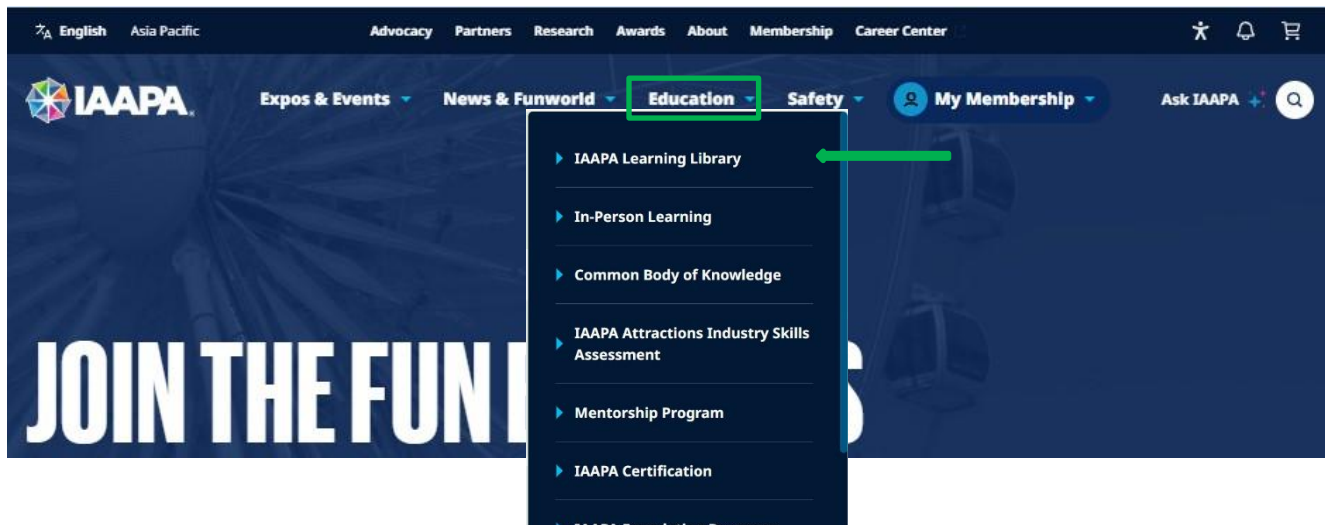 English Asia Pacific Advocacy Partners Research Awards About Membership Career Center
IAAPA Expos & Events News & Funworld Education Safety My Membership Ask IAAPA
IAAPA Learning Library
In-Person Learning
Common Body of Knowledge
IAAPA Attractions Industry Skills
Assessment
Mentorship Program
JOIN THE FUN
IAAPA Certification